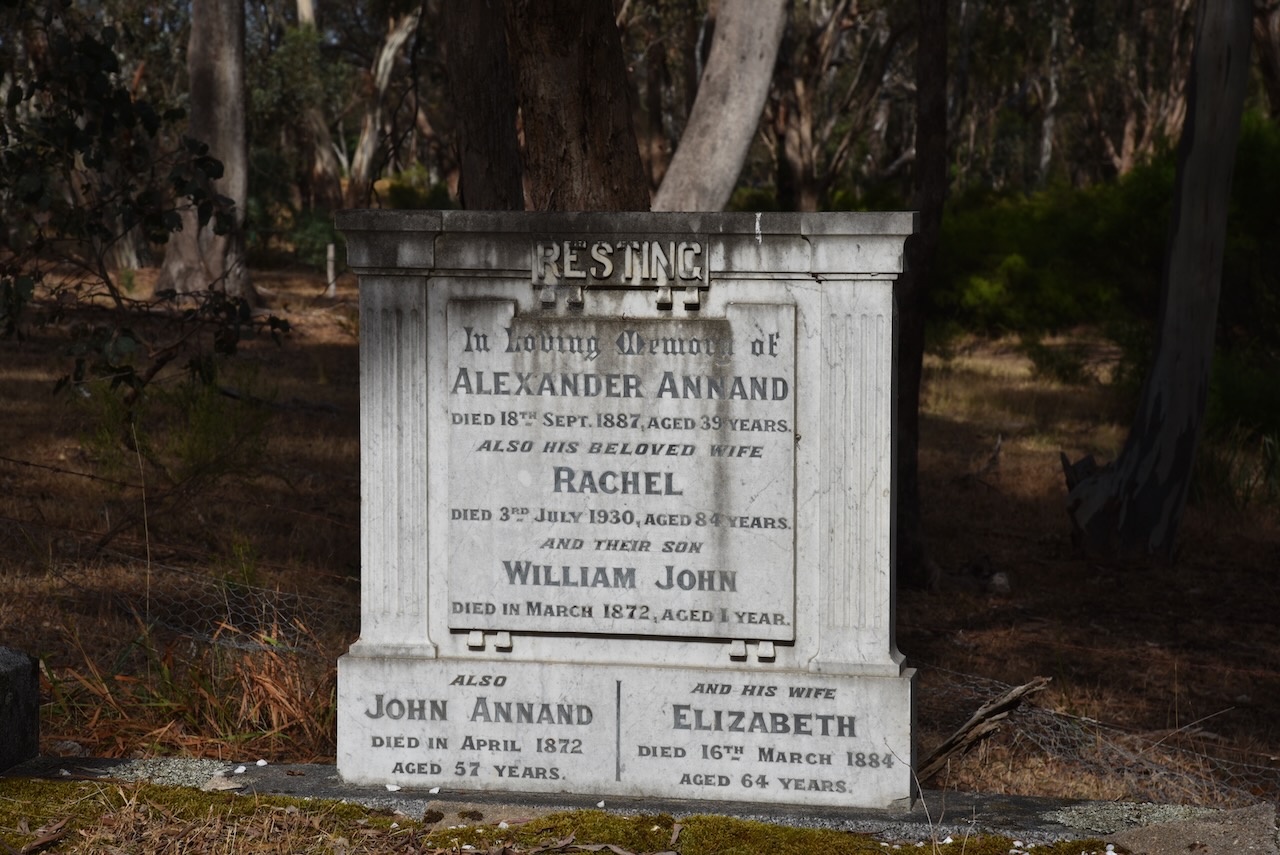 RESTING
In Loving Memory of
ALEXANDER ANNAND
DIED 18TH SEPT. 1887, AGED 39 YEARS.
ALSO HIS BELOVED WIFE
RACHEL
DIED 3RD JULY 1930, AGED 84 YEARS.
AND THEIR SON
WILLIAM JOHN
DIED IN MARCH 1872, AGED 1 YEAR.
ALSO
JOHN ANNAND
DIED IN APRIL 1872
AGED 57 YEARS.
AND HIS WIFE
ELIZABETH
DIED 16TH MARCH 1884
AGED 64 YEARS.